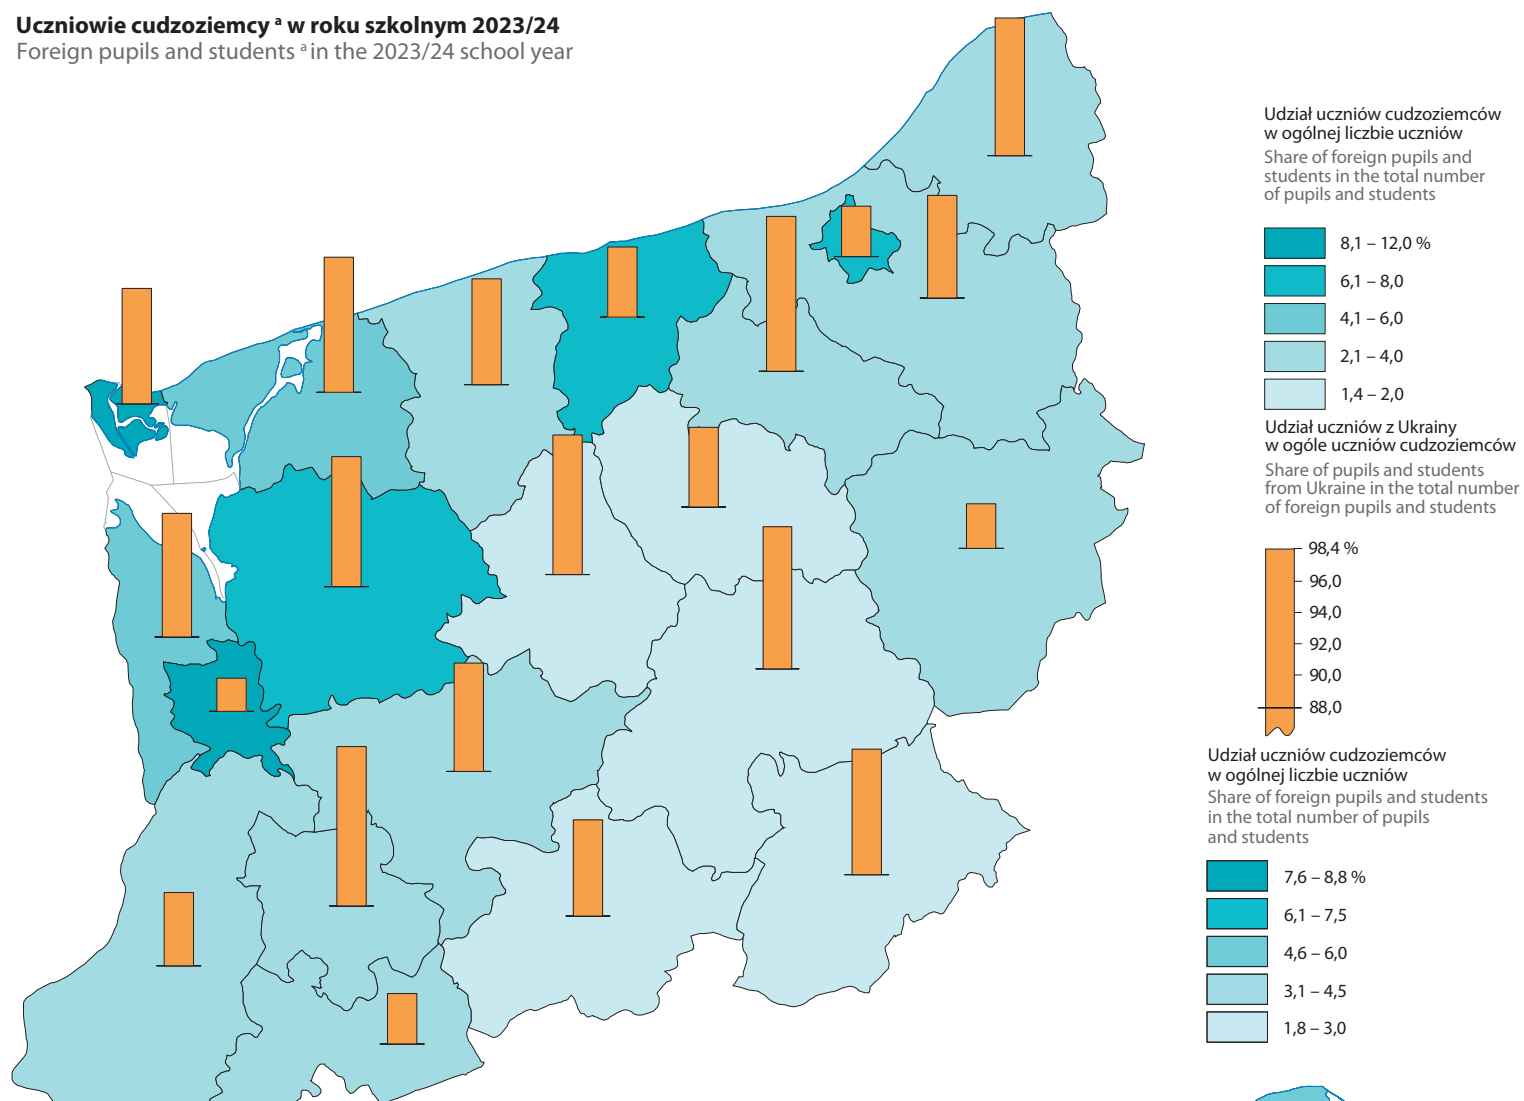 Uczniowie cudzoziemcy ᵃ w roku szkolnym 2023/24
Foreign pupils and students ᵃ in the 2023/24 school year
Udział uczniów cudzoziemców
w ogólnej liczbie uczniów
Share of foreign pupils and
students in the total number
of pupils and students
8,1 – 12,0 %
6,1 – 8,0
4,1 – 6,0
2,1 – 4,0
1,4 – 2,0
Udział uczniów z Ukrainy
w ogóle uczniów cudzoziemców
Share of pupils and students
from Ukraine in the total number
of foreign pupils and students
98,4 %
96,0
94,0
92,0
90,0
88,0
Udział uczniów cudzoziemców
w ogólnej liczbie uczniów
Share of foreign pupils and students
in the total number of pupils
and students
7,6 – 8,8 %
6,1 – 7,5
4,6 – 6,0
3,1 – 4,5
1,8 – 3,0